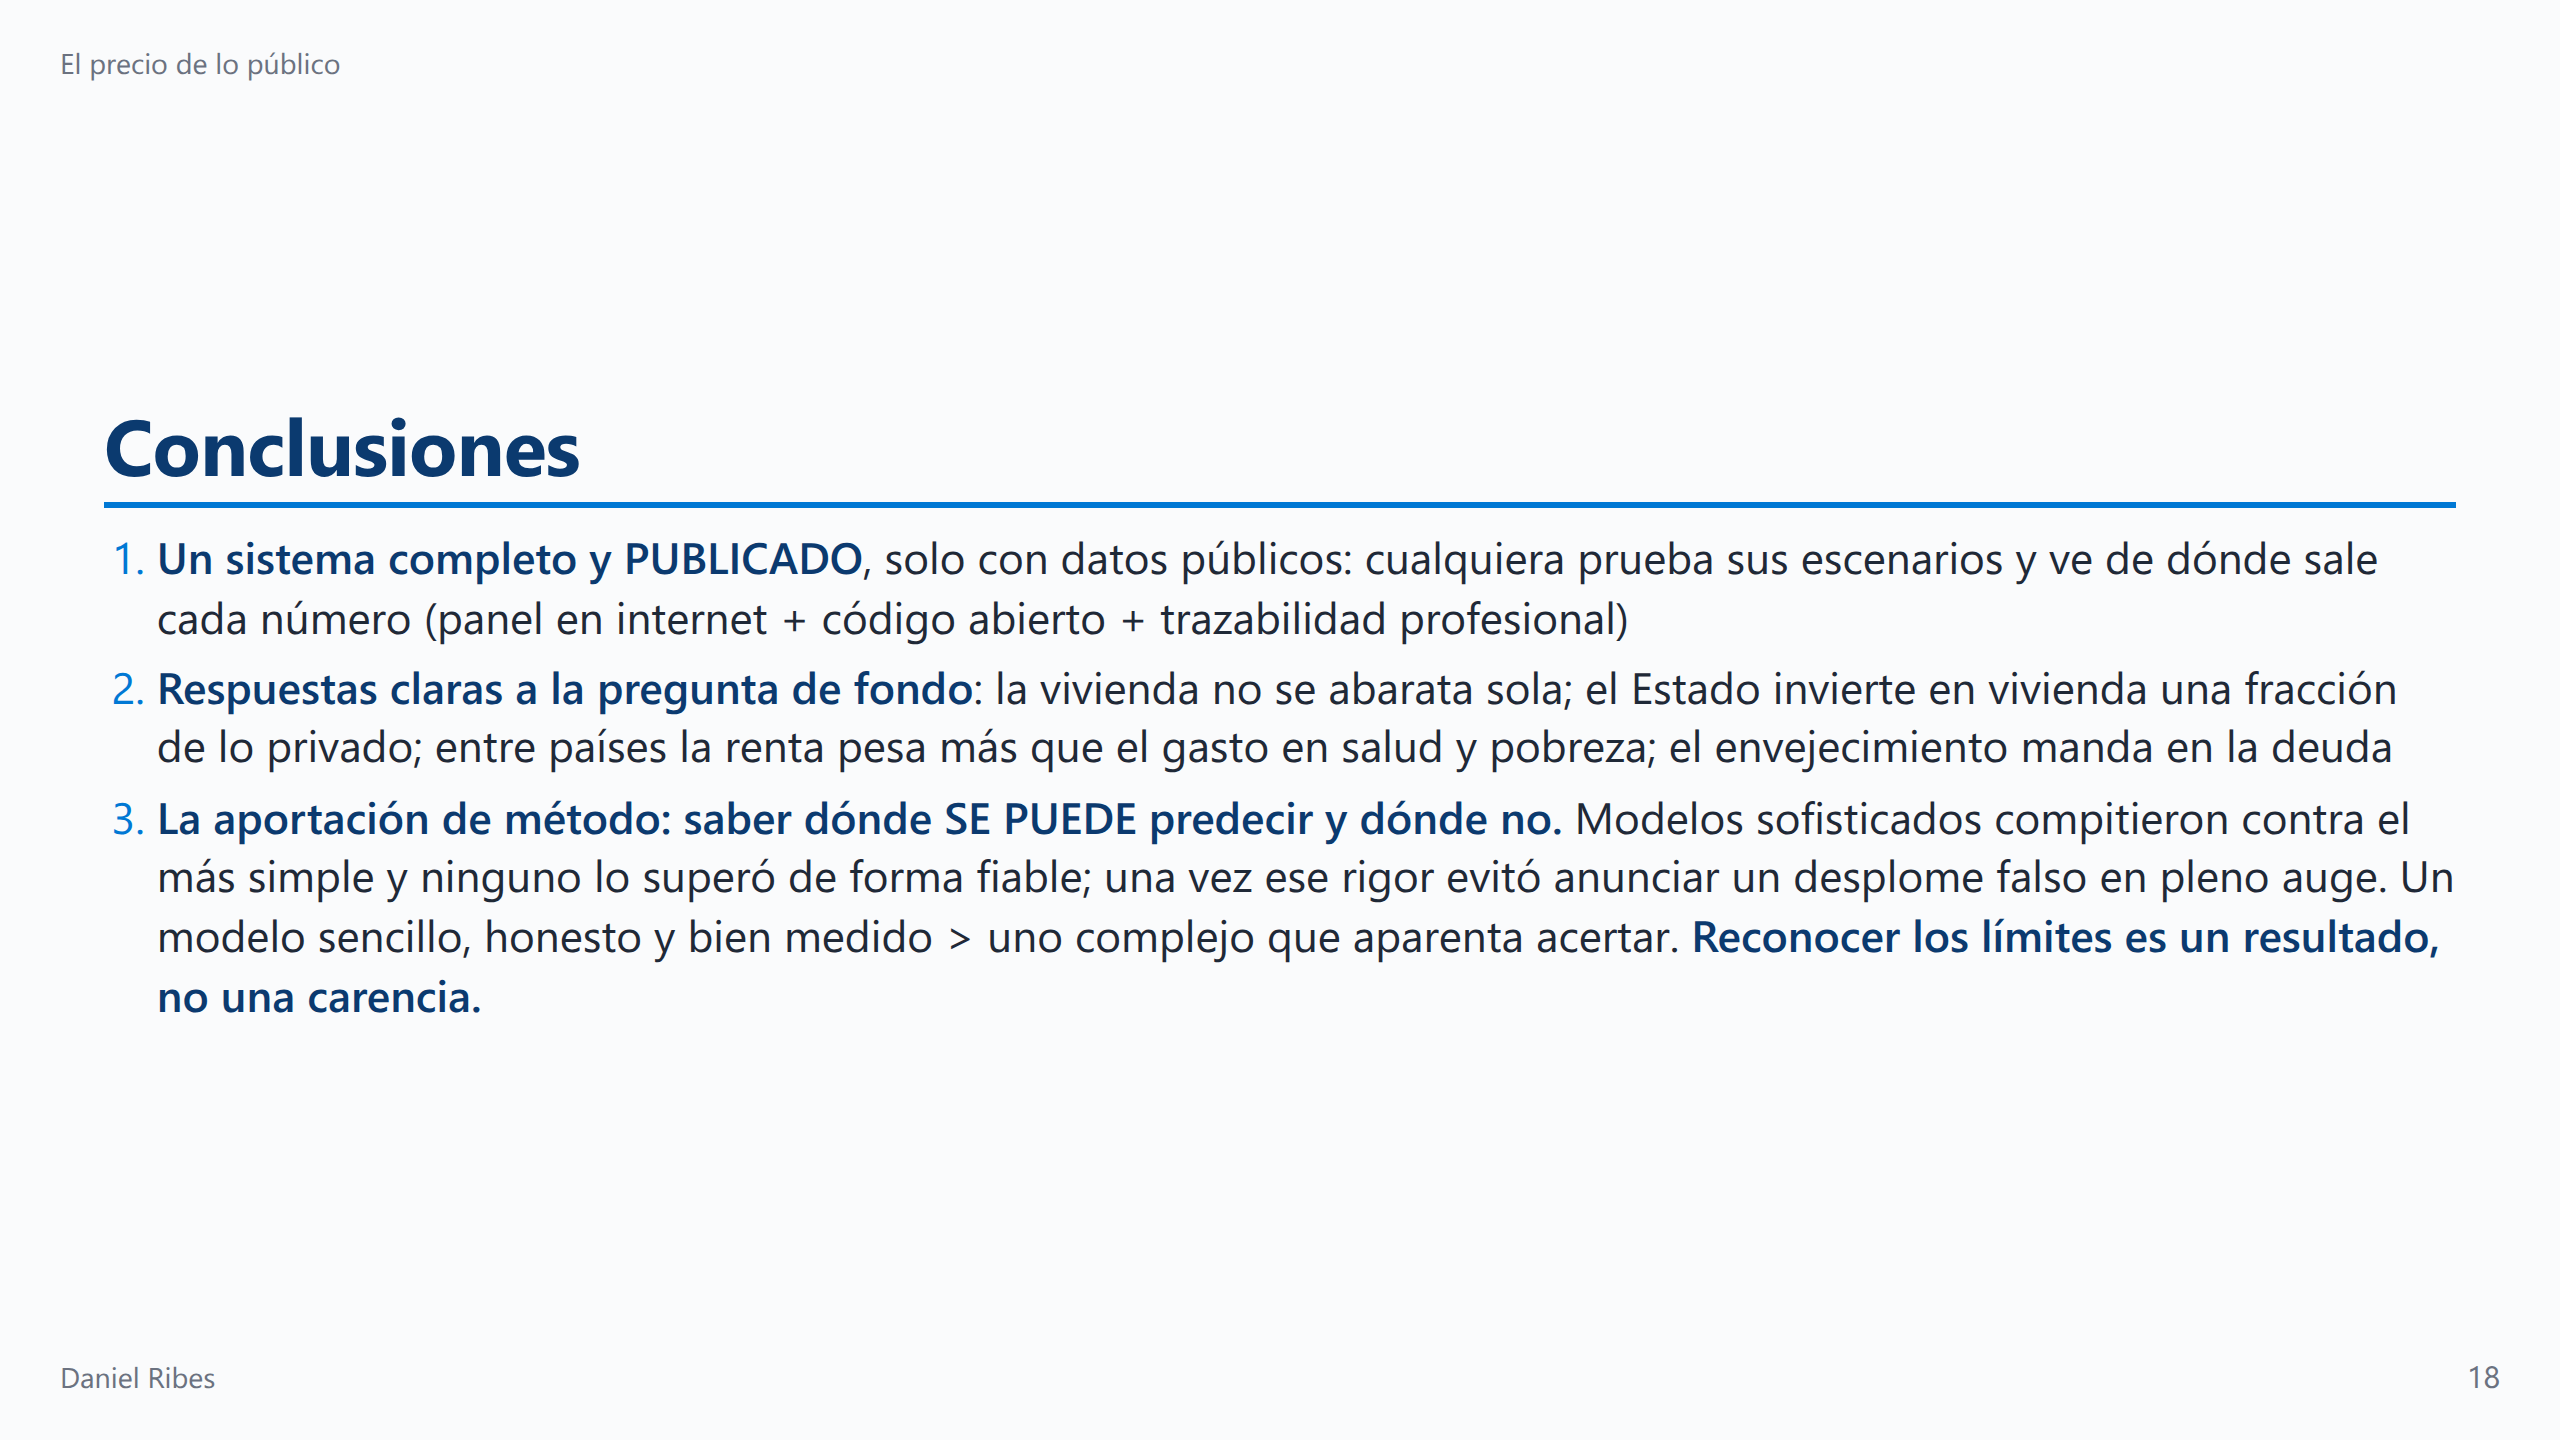 El precio de lo público
Conclusiones
1. Un sistema completo y PUBLICADO, solo con datos públicos: cualquiera prueba sus escenarios y ve de dónde sale
cada número (panel en internet + código abierto + trazabilidad profesional)
2. Respuestas claras a la pregunta de fondo: la vivienda no se abarata sola; el Estado invierte en vivienda una fracción
de lo privado; entre países la renta pesa más que el gasto en salud y pobreza; el envejecimiento manda en la deuda
3. La aportación de método: saber dónde SE PUEDE predecir y dónde no. Modelos sofisticados compitieron contra el
más simple y ninguno lo superó de forma fiable; una vez ese rigor evitó anunciar un desplome falso en pleno auge. Un
modelo sencillo, honesto y bien medido > uno complejo que aparenta acertar. Reconocer los límites es un resultado,
no una carencia.
Daniel Ribes
18